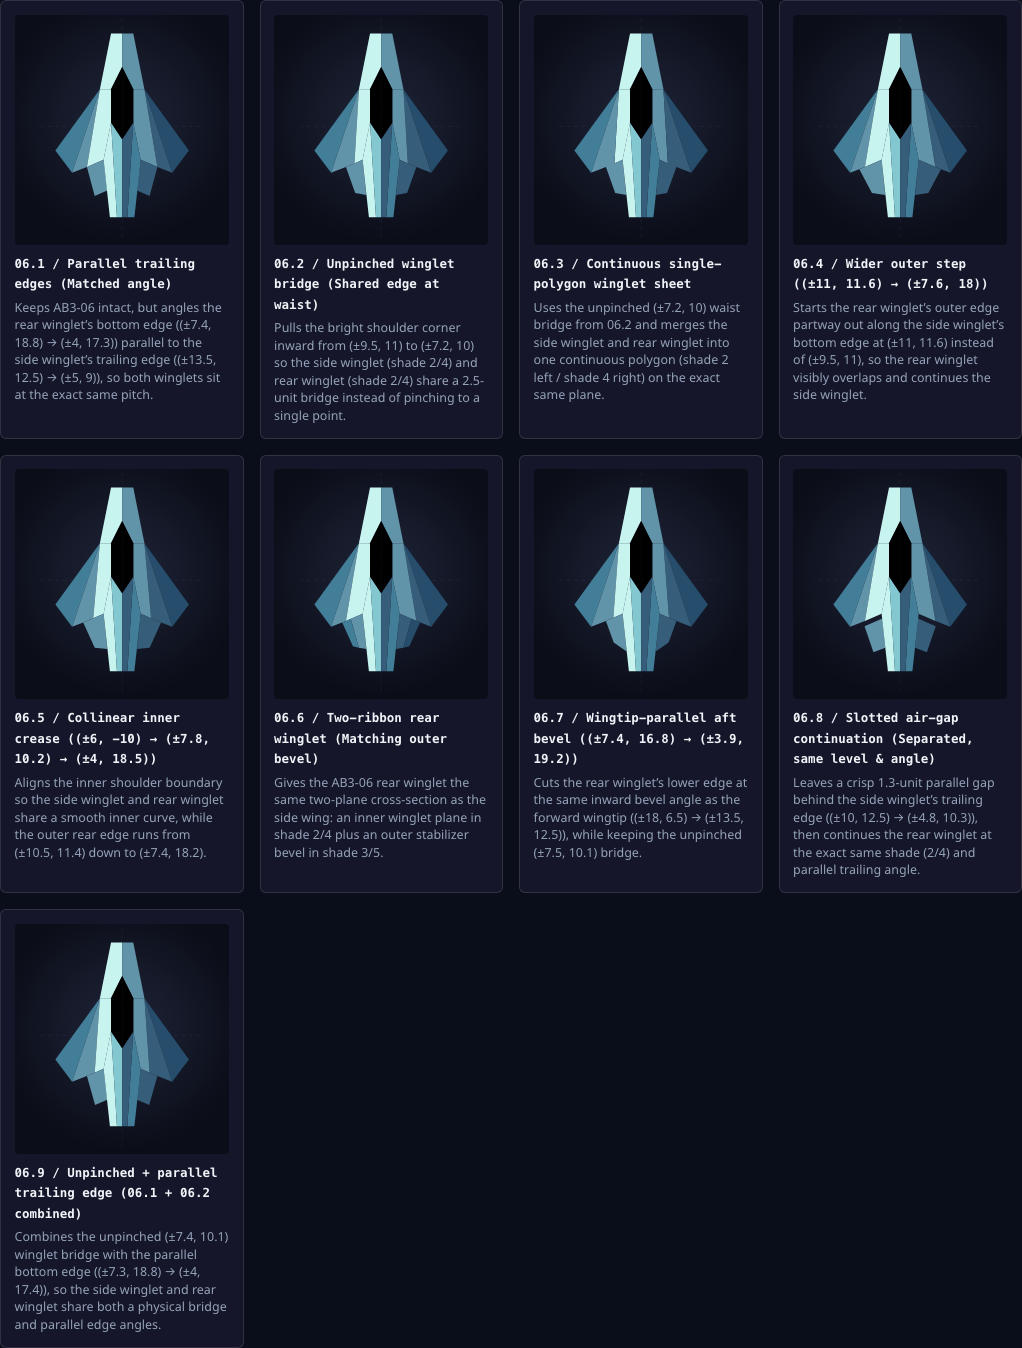 06.1 / Parallel trailing
edges (Matched angle)
Keeps AB3-06 intact, but angles the
rear winglet’s bottom edge ((±7.4,
18.8) → (±4, 17.3)) parallel to the
side winglet’s trailing edge ((±13.5,
12.5) → (±5, 9)), so both winglets sit
at the exact same pitch.
06.2 / Unpinched winglet
bridge (Shared edge at
waist)
Pulls the bright shoulder corner
inward from (±9.5, 11) to (±7.2, 10)
so the side winglet (shade 2/4) and
rear winglet (shade 2/4) share a 2.5-
unit bridge instead of pinching to a
single point.
06.3 / Continuous single–
polygon winglet sheet
Uses the unpinched (±7.2, 10) waist
bridge from 06.2 and merges the
side winglet and rear winglet into
one continuous polygon (shade 2
left / shade 4 right) on the exact
same plane.
06.4 / Wider outer step
((±11, 11.6) → (±7.6, 18))
Starts the rear winglet’s outer edge
partway out along the side winglet’s
bottom edge at (±11, 11.6) instead
of (±9.5, 11), so the rear winglet
visibly overlaps and continues the
side winglet.
06.5 / Collinear inner
crease ((±6, −10) → (±7.8,
10.2) → (±4, 18.5))
Aligns the inner shoulder boundary
so the side winglet and rear winglet
share a smooth inner curve, while
the outer rear edge runs from
(±10.5, 11.4) down to (±7.4, 18.2).
06.6 / Two–ribbon rear
winglet (Matching outer
bevel)
Gives the AB3-06 rear winglet the
same two-plane cross-section as the
side wing: an inner winglet plane in
shade 2/4 plus an outer stabilizer
bevel in shade 3/5.
06.7 / Wingtip–parallel aft
bevel ((±7.4, 16.8) → (±3.9,
19.2))
Cuts the rear winglet’s lower edge at
the same inward bevel angle as the
forward wingtip ((±18, 6.5) → (±13.5,
12.5)), while keeping the unpinched
(±7.5, 10.1) bridge.
06.8 / Slotted air–gap
continuation (Separated,
same level & angle)
Leaves a crisp 1.3-unit parallel gap
behind the side winglet’s trailing
edge ((±10, 12.5) → (±4.8, 10.3)),
then continues the rear winglet at
the exact same shade (2/4) and
parallel trailing angle.
06.9 / Unpinched + parallel
trailing edge (06.1 + 06.2
combined)
Combines the unpinched (±7.4, 10.1)
winglet bridge with the parallel
bottom edge ((±7.3, 18.8) → (±4,
17.4)), so the side winglet and rear
winglet share both a physical bridge
and parallel edge angles.